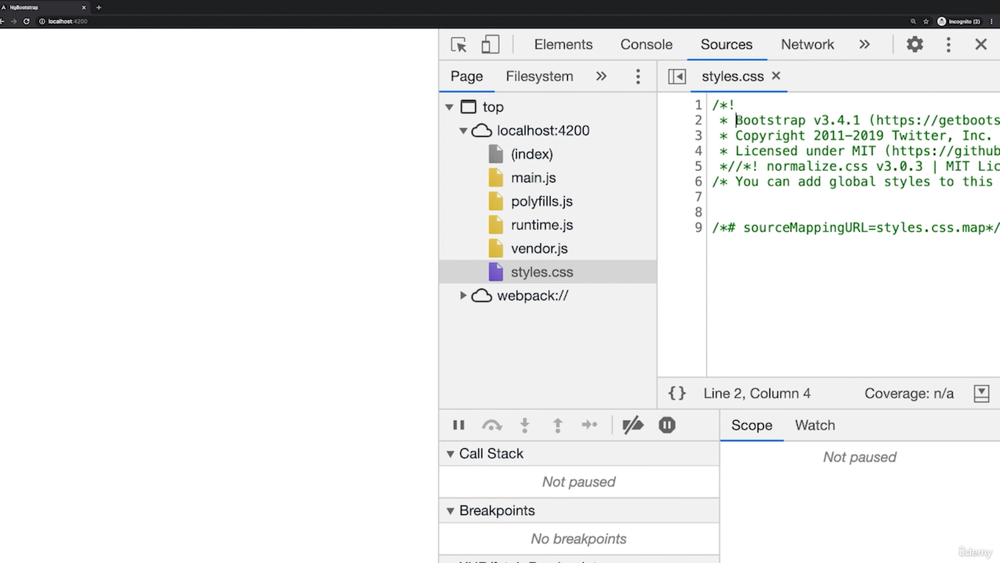 NgBootstrap
localhost:4200
Incognito (2)
Elements
Console
Sources
Network
Page
Filesystem
styles.css
top
localhost:4200
(index)
main.js
polyfills.js
runtime.js
vendor.js
styles.css
webpack://
1 /*!
2 * Bootstrap v3.4.1 (https://getboots
3 * Copyright 2011-2019 Twitter, Inc.
4 * Licensed under MIT (https://github
5 *//*! normalize.css v3.0.3 | MIT Lic
6 /* You can add global styles to this
7
8
9 /*# sourceMappingURL=styles.css.map*/
{} Line 2, Column 4
Coverage: n/a
Scope
Watch
Call Stack
Not paused
Not paused
Breakpoints
No breakpoints
ûdemy